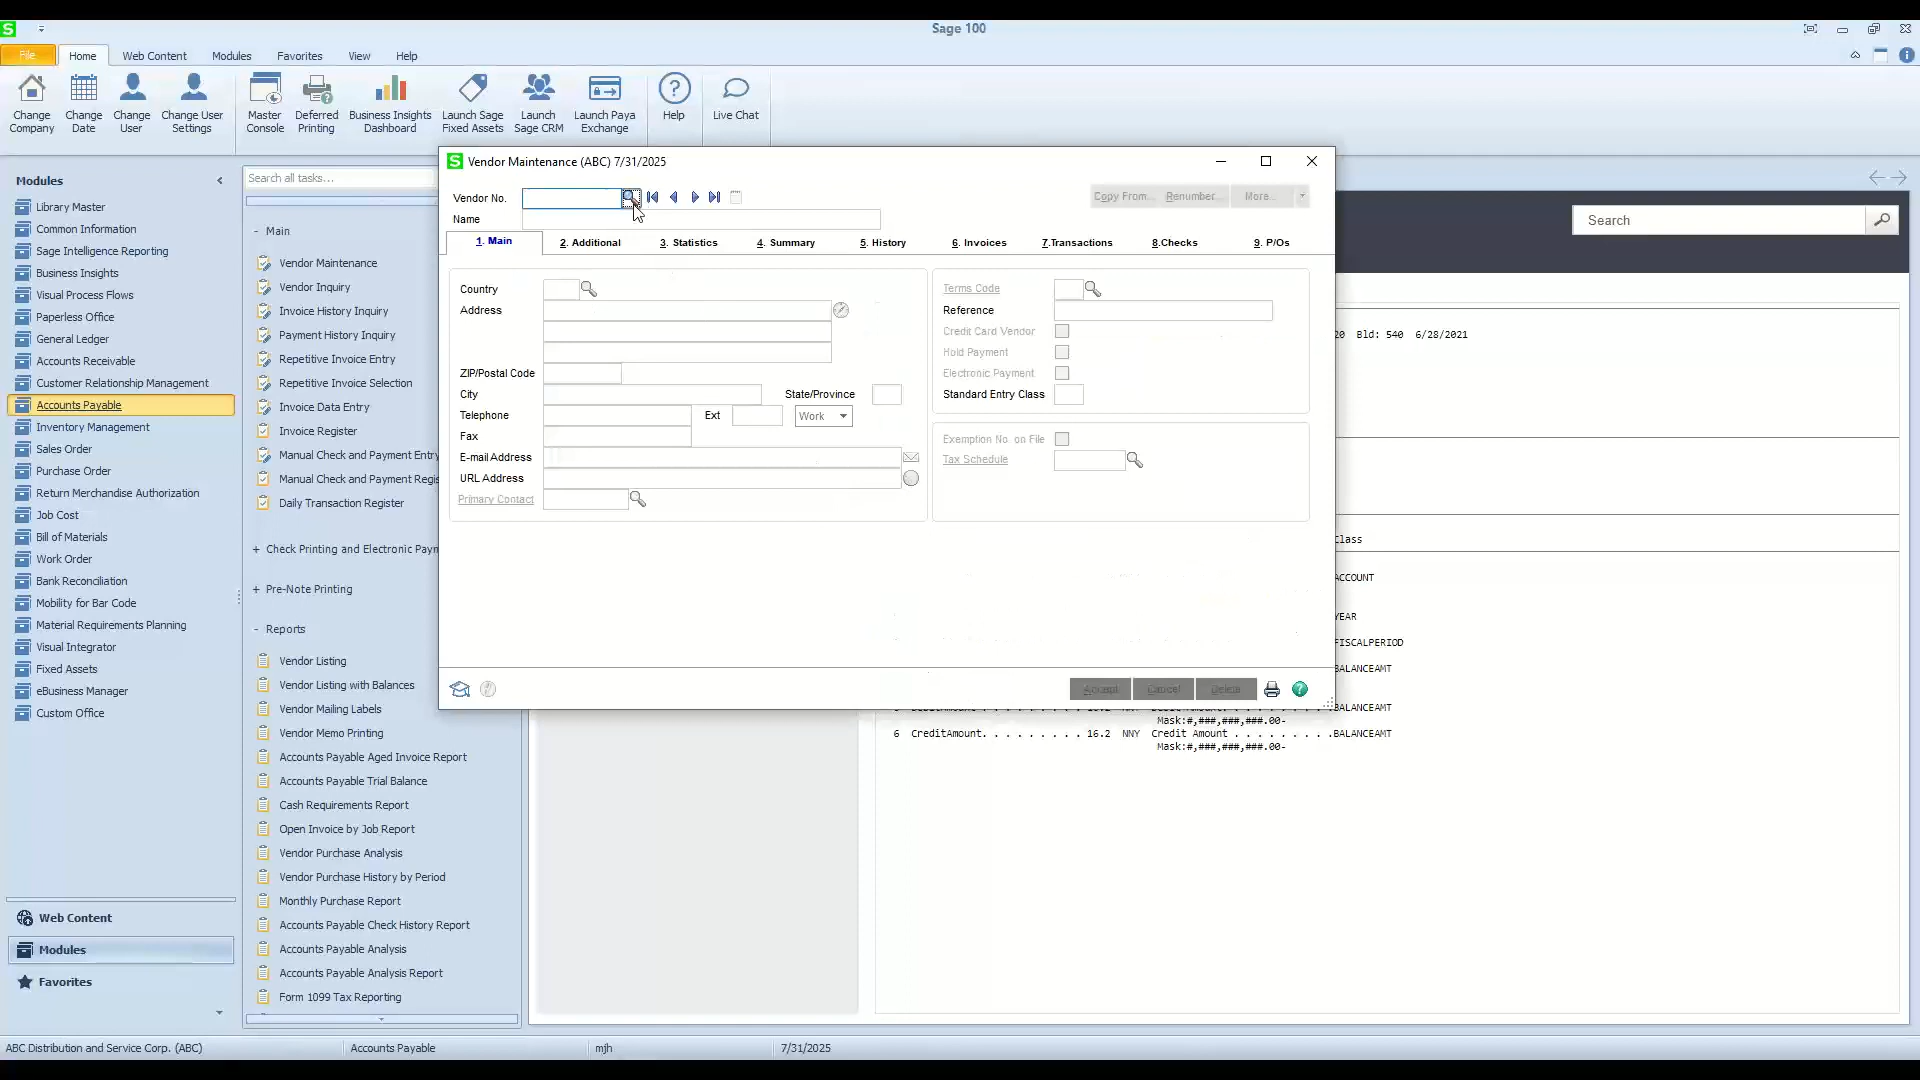 Sage 100
File Home Web Content Modules Favorites View Help
Change Company
Change Date
Change User
Change User Settings
Master Console
Deferred Printing
Business Insights Dashboard
Launch Sage Fixed Assets
Launch Sage CRM
Launch Paya Exchange
Help
Live Chat
Modules
Library Master
Common Information
Sage Intelligence Reporting
Business Insights
Visual Process Flows
Paperless Office
General Ledger
Accounts Receivable
Customer Relationship Management
Accounts Payable
Inventory Management
Sales Order
Purchase Order
Return Merchandise Authorization
Job Cost
Bill of Materials
Work Order
Bank Reconciliation
Mobility for Bar Code
Material Requirements Planning
Visual Integrator
Fixed Assets
eBusiness Manager
Custom Office
Web Content
Modules
Favorites
Search all tasks...
- Main
Vendor Maintenance
Vendor Inquiry
Invoice History Inquiry
Payment History Inquiry
Repetitive Invoice Entry
Repetitive Invoice Selection
Invoice Data Entry
Invoice Register
Manual Check and Payment Entry
Manual Check and Payment Regis
Daily Transaction Register
+ Check Printing and Electronic Paym
+ Pre-Note Printing
- Reports
Vendor Listing
Vendor Listing with Balances
Vendor Mailing Labels
Vendor Memo Printing
Accounts Payable Aged Invoice Report
Accounts Payable Trial Balance
Cash Requirements Report
Open Invoice by Job Report
Vendor Purchase Analysis
Vendor Purchase History by Period
Monthly Purchase Report
Accounts Payable Check History Report
Accounts Payable Analysis
Accounts Payable Analysis Report
Form 1099 Tax Reporting
S Vendor Maintenance (ABC) 7/31/2025
Vendor No.
Copy From... Renumber... More...
Name
1. Main 2. Additional 3. Statistics 4. Summary 5. History 6. Invoices 7.Transactions 8.Checks 9. P/Os
Country
Address
ZIP/Postal Code
City State/Province
Telephone Ext Work
Fax
E-mail Address
URL Address
Primary Contact
Terms Code
Reference
Credit Card Vendor
Hold Payment
Electronic Payment
Standard Entry Class
Exemption No. on File
Tax Schedule
Accept Cancel Delete
Search
20 Bld: 540 6/28/2021
Class
ACCOUNT
YEAR
FISCALPERIOD
BALANCEAMT
BALANCEAMT
Mask:#,###,###,###.00-
6 CreditAmount. . . . . . . . . 16.2 NNY Credit Amount . . . . . . . . .BALANCEAMT
Mask:#,###,###,###.00-
ABC Distribution and Service Corp. (ABC) Accounts Payable mjh 7/31/2025